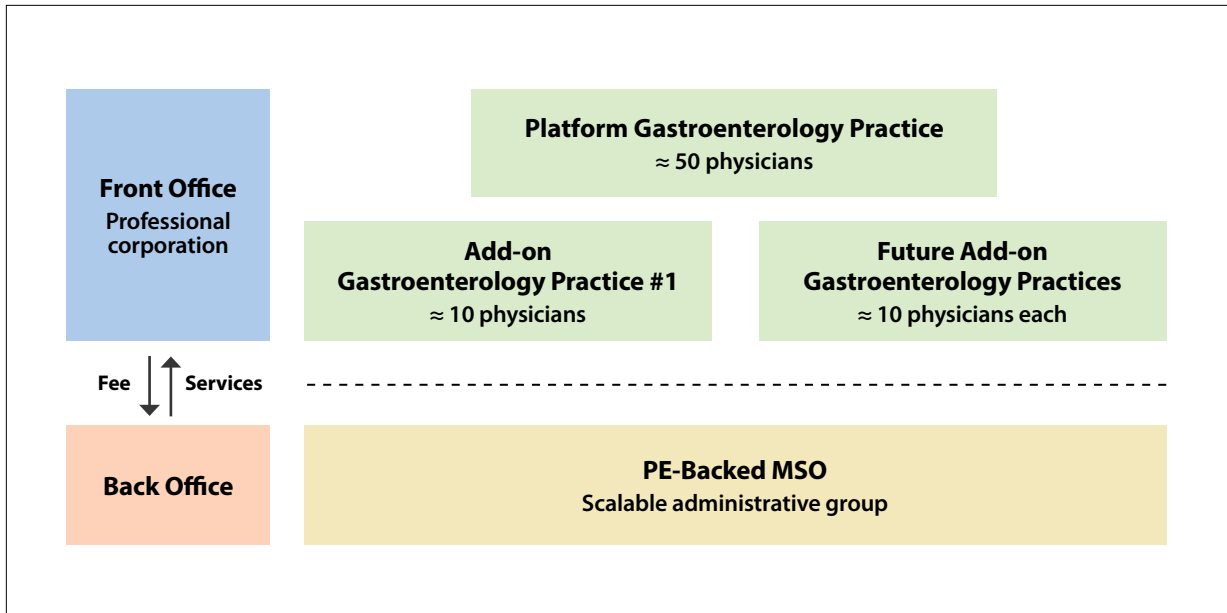 Platform Gastroenterology Practice
≈ 50 physicians
Front Office
Professional
corporation
Add-on
Gastroenterology Practice #1
≈ 10 physicians
Future Add-on
Gastroenterology Practices
≈ 10 physicians each
Fee
Services
Back Office
PE-Backed MSO
Scalable administrative group